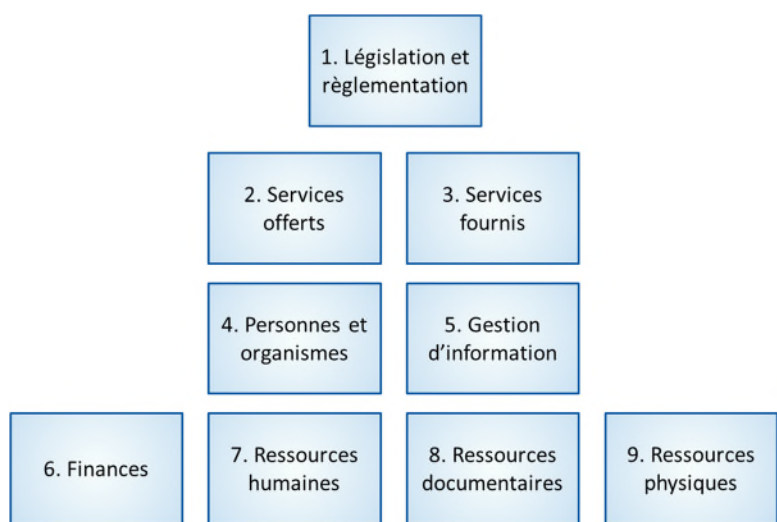 1. Législation et
règlementation
2. Services
offerts
3. Services
fournis
4. Personnes et
organismes
5. Gestion
d’information
6. Finances
7. Ressources
humaines
8. Ressources
documentaires
9. Ressources
physiques